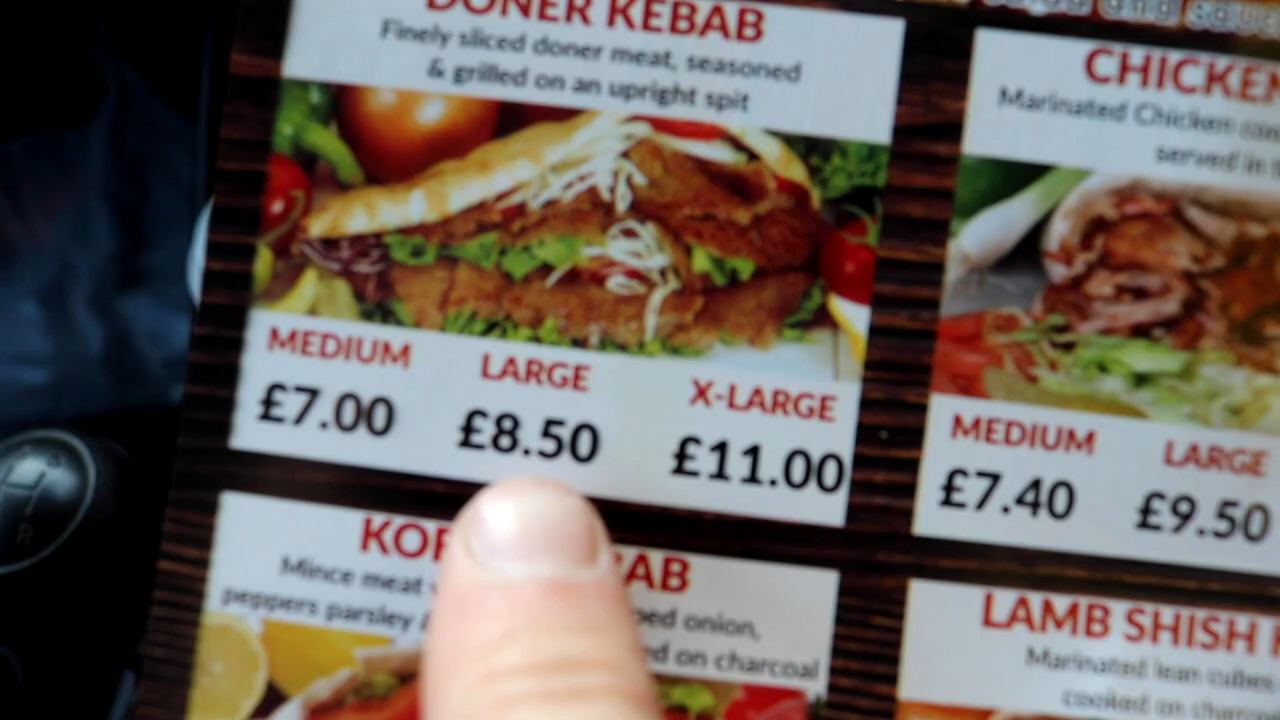 DONER KEBAB
Finely sliced doner meat, seasoned
& grilled on an upright spit
MEDIUM LARGE X-LARGE
£7.00 £8.50 £11.00
CHICKEN
Marinated Chicken
served in
MEDIUM LARGE
£7.40 £9.50
AB
Mince meat
peppers parsley onion,
on charcoal
LAMB SHISH
Marinated lean cubes,
cooked on
R